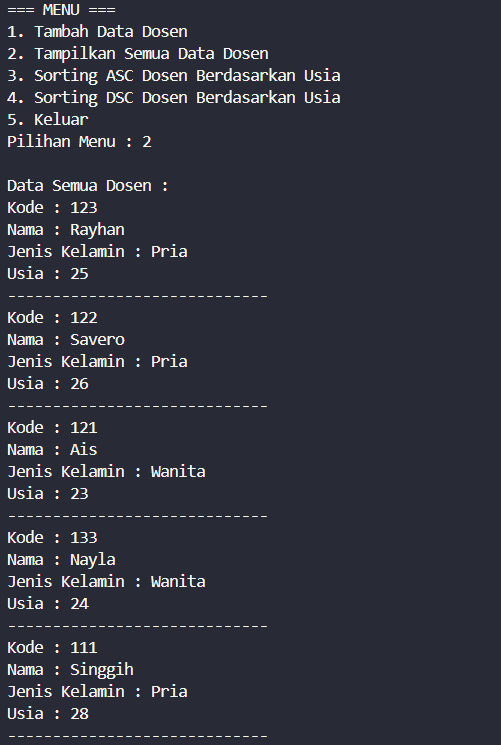 === MENU ===
1. Tambah Data Dosen
2. Tampilkan Semua Data Dosen
3. Sorting ASC Dosen Berdasarkan Usia
4. Sorting DSC Dosen Berdasarkan Usia
5. Keluar
Pilihan Menu : 2
Data Semua Dosen :
Kode : 123
Nama : Rayhan
Jenis Kelamin : Pria
Usia : 25
-----------------------------
Kode : 122
Nama : Savero
Jenis Kelamin : Pria
Usia : 26
-----------------------------
Kode : 121
Nama : Ais
Jenis Kelamin : Wanita
Usia : 23
-----------------------------
Kode : 133
Nama : Nayla
Jenis Kelamin : Wanita
Usia : 24
-----------------------------
Kode : 111
Nama : Singgih
Jenis Kelamin : Pria
Usia : 28
-----------------------------